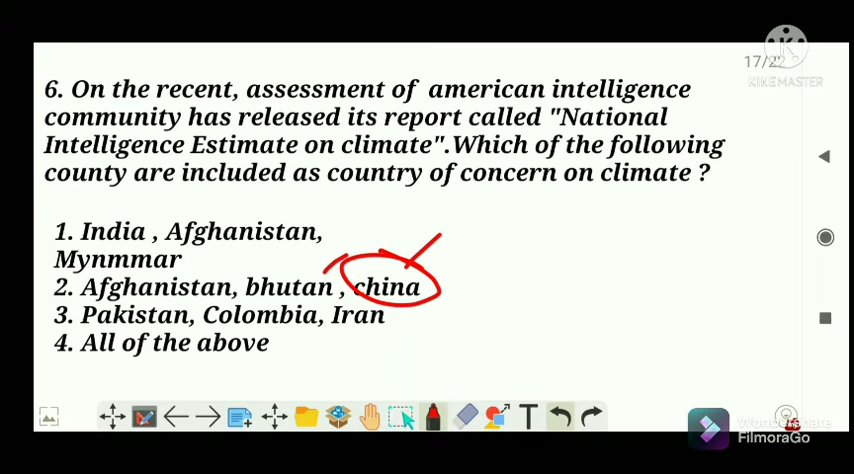 17/22
KINEMASTER
6. On the recent, assessment of american intelligence
community has released its report called "National
Intelligence Estimate on climate".Which of the following
county are included as country of concern on climate ?
1. India , Afghanistan,
Mynmmar
2. Afghanistan, bhutan , china
3. Pakistan, Colombia, Iran
4. All of the above
T
Wondershare
FilmoraGo